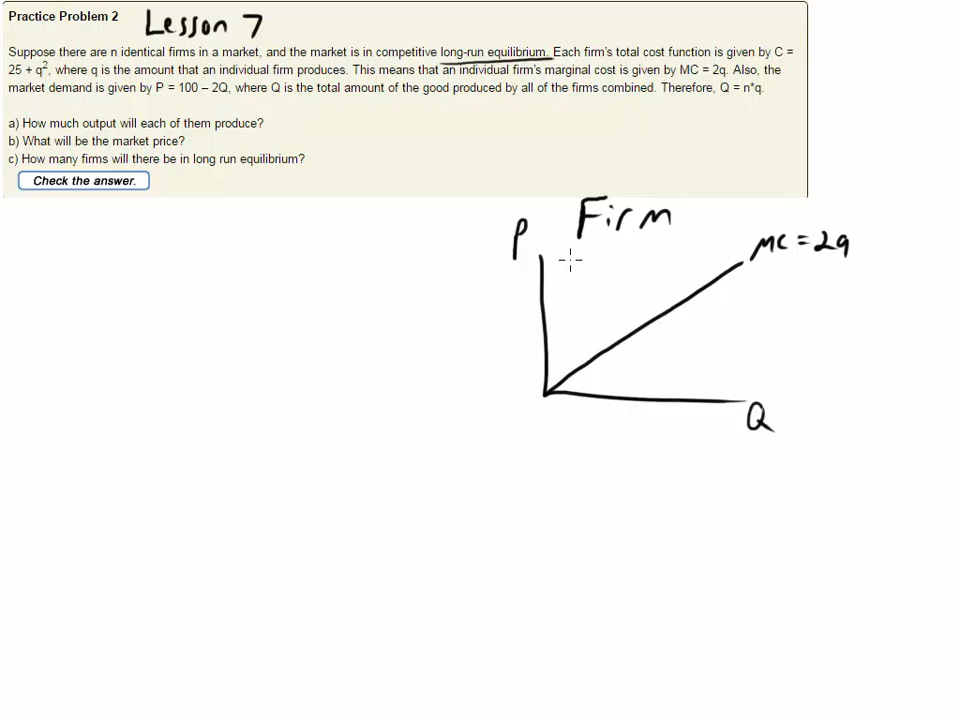 Practice Problem 2
Lesson 7
Suppose there are n identical firms in a market, and the market is in competitive long-run equilibrium. Each firm's total cost function is given by C =
25 + q², where q is the amount that an individual firm produces. This means that an individual firm's marginal cost is given by MC = 2q. Also, the
market demand is given by P = 100 – 2Q, where Q is the total amount of the good produced by all of the firms combined. Therefore, Q = n*q.
a) How much output will each of them produce?
b) What will be the market price?
c) How many firms will there be in long run equilibrium?
Check the answer.
Firm
P
MC = 2q
Q